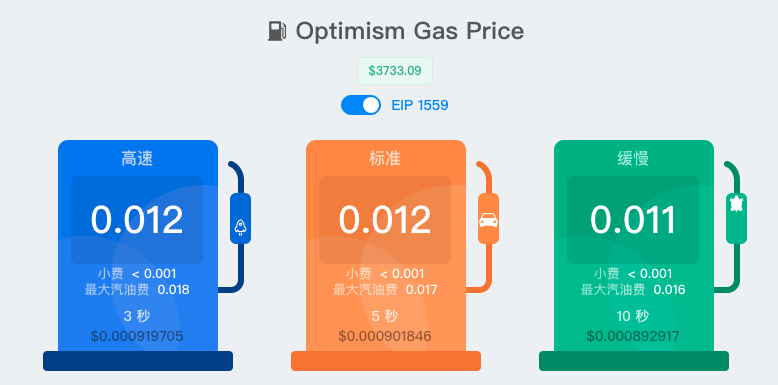 Optimism Gas Price
$3733.09
EIP 1559
高速
0.012
小费 < 0.001
最大汽油费 0.018
3 秒
$0.000919705
标准
0.012
小费 < 0.001
最大汽油费 0.017
5 秒
$0.000901846
缓慢
0.011
小费 < 0.001
最大汽油费 0.016
10 秒
$0.000892917